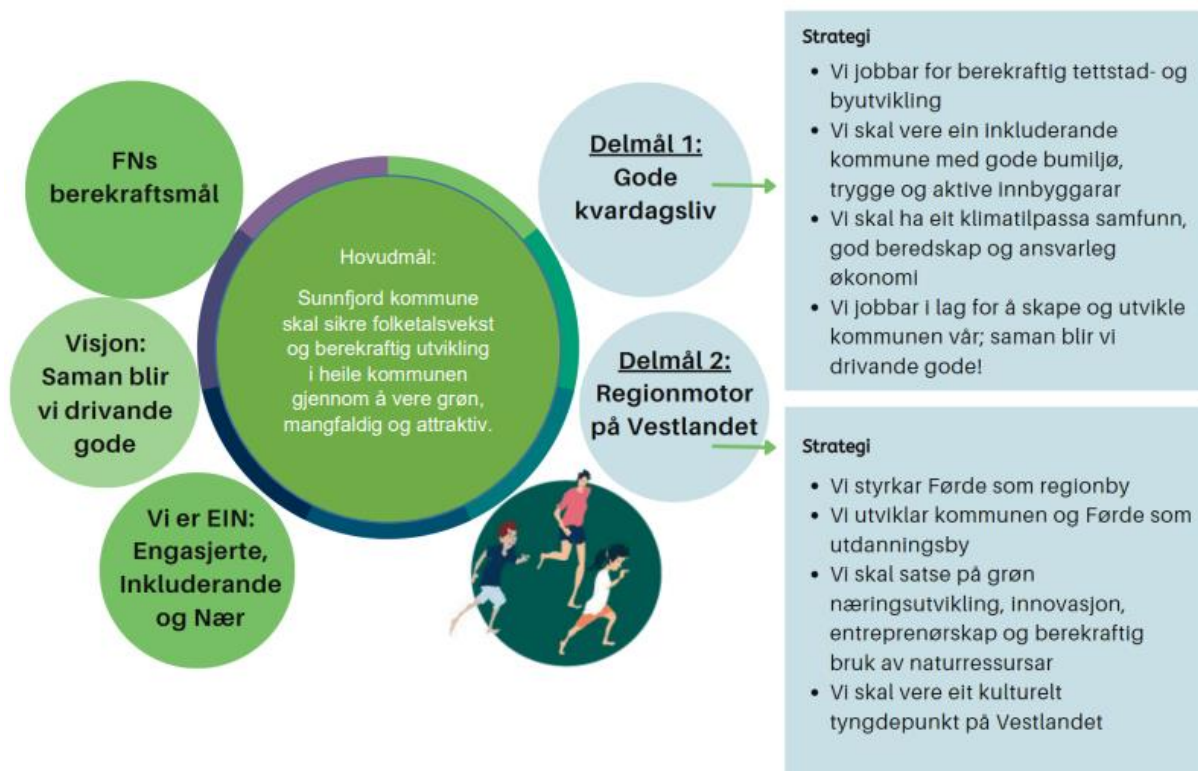 FNs
berekraftsmål
Visjon:
Saman blir
vi drivande
gode
Vi er EIN:
Engasjerte,
Inkluderande
og Nær
Hovudmål:
Sunnfjord kommune
skal sikre folketalsvekst
og berekraftig utvikling
i heile kommunen
gjennom å vere grøn,
mangfaldig og attraktiv.
Delmål 1:
Gode
kvardagsliv
Delmål 2:
Regionmotor
på Vestlandet
Strategi
• Vi jobbar for berekraftig tettstad- og
byutvikling
• Vi skal vere ein inkluderande
kommune med gode bumiljø,
trygge og aktive innbyggarar
• Vi skal ha eit klimatilpassa samfunn,
god beredskap og ansvarleg
økonomi
• Vi jobbar i lag for å skape og utvikle
kommunen vår; saman blir vi
drivande gode!
Strategi
• Vi styrkar Førde som regionby
• Vi utviklar kommunen og Førde som
utdanningsby
• Vi skal satse på grøn
næringsutvikling, innovasjon,
entreprenørskap og berekraftig
bruk av naturressursar
• Vi skal vere eit kulturelt
tyngdepunkt på Vestlandet